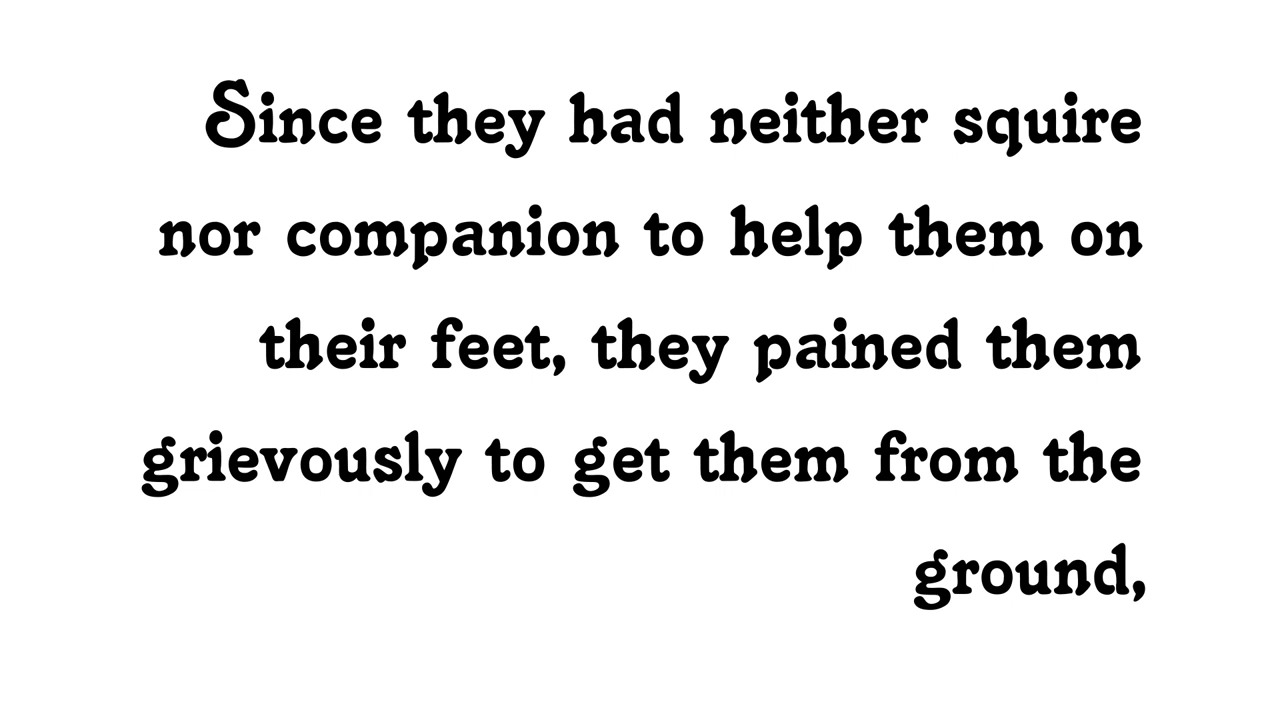 Since they had neither squire
nor companion to help them on
their feet, they pained them
grievously to get them from the
ground,